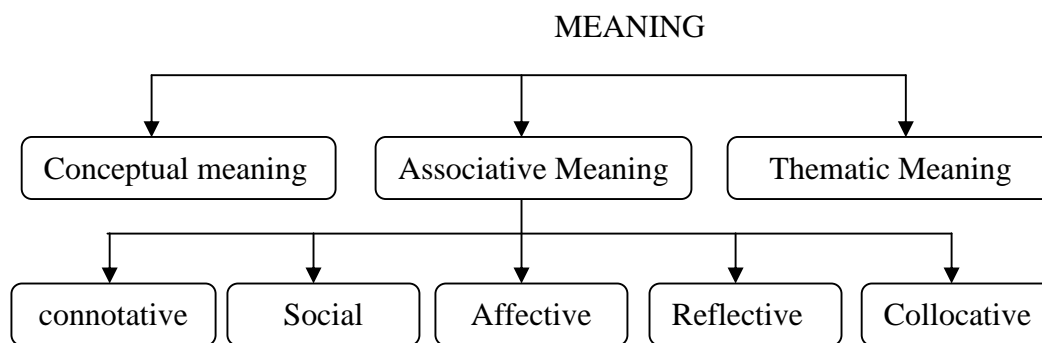 MEANING
Conceptual meaning
Associative Meaning
Thematic Meaning
connotative
Social
Affective
Reflective
Collocative